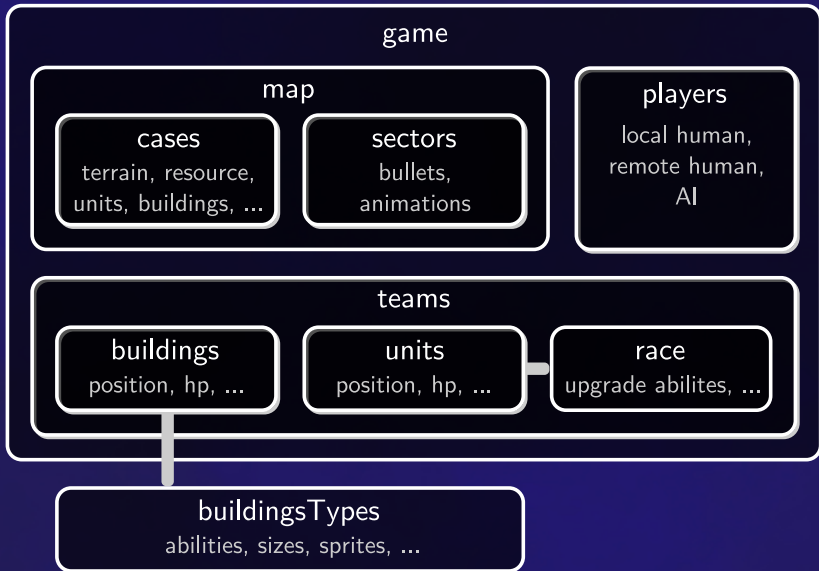 game
map
cases
terrain, resource,
units, buildings, ...
sectors
bullets,
animations
players
local human,
remote human,
AI
teams
buildings
position, hp, ...
units
position, hp, ...
race
upgrade abilites, ...
buildingsTypes
abilities, sizes, sprites, ...